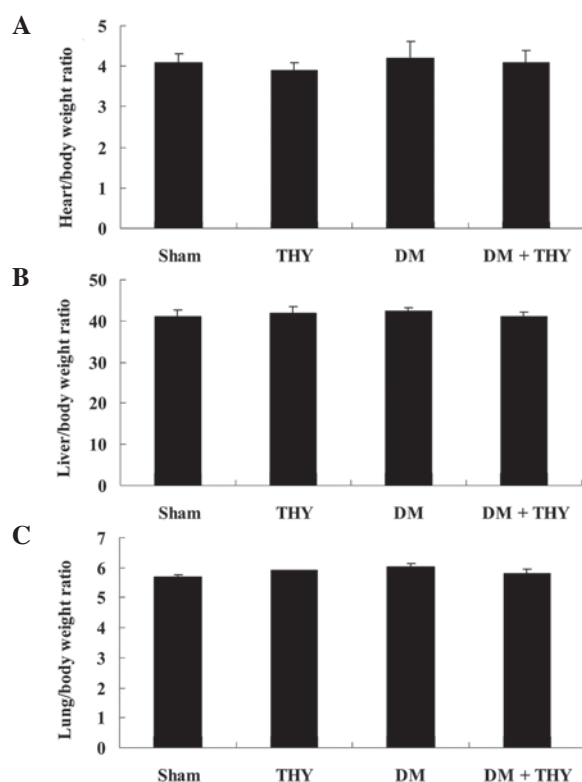 A
Heart/body weight ratio
5
4
3
2
1
0
Sham THY DM DM + THY
B
Liver/body weight ratio
50
40
30
20
10
0
Sham THY DM DM + THY
C
Lung/body weight ratio
7
6
5
4
3
2
1
0
Sham THY DM DM + THY